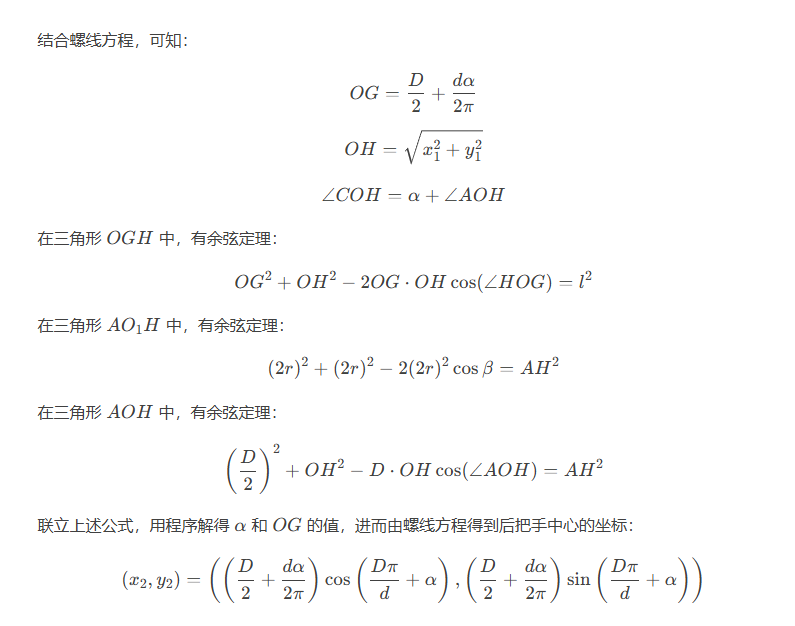 结合螺线方程，可知：
OG = \frac{D}{2} + \frac{d\alpha}{2\pi}
OH = \sqrt{x_1^2 + y_1^2}
\angle COH = \alpha + \angle AOH
在三角形 OGH 中，有余弦定理：
OG^2 + OH^2 - 2OG \cdot OH \cos(\angle HOG) = l^2
在三角形 AO_1H 中，有余弦定理：
(2r)^2 + (2r)^2 - 2(2r)^2 \cos \beta = AH^2
在三角形 AOH 中，有余弦定理：
\left(\frac{D}{2}\right)^2 + OH^2 - D \cdot OH \cos(\angle AOH) = AH^2
联立上述公式，用程序解得 α 和 OG 的值，进而由螺线方程得到后把手中心的坐标：
(x_2, y_2) = \left(\left(\frac{D}{2} + \frac{d\alpha}{2\pi}\right) \cos\left(\frac{D\pi}{d} + \alpha\right), \left(\frac{D}{2} + \frac{d\alpha}{2\pi}\right) \sin\left(\frac{D\pi}{d} + \alpha\right)\right)